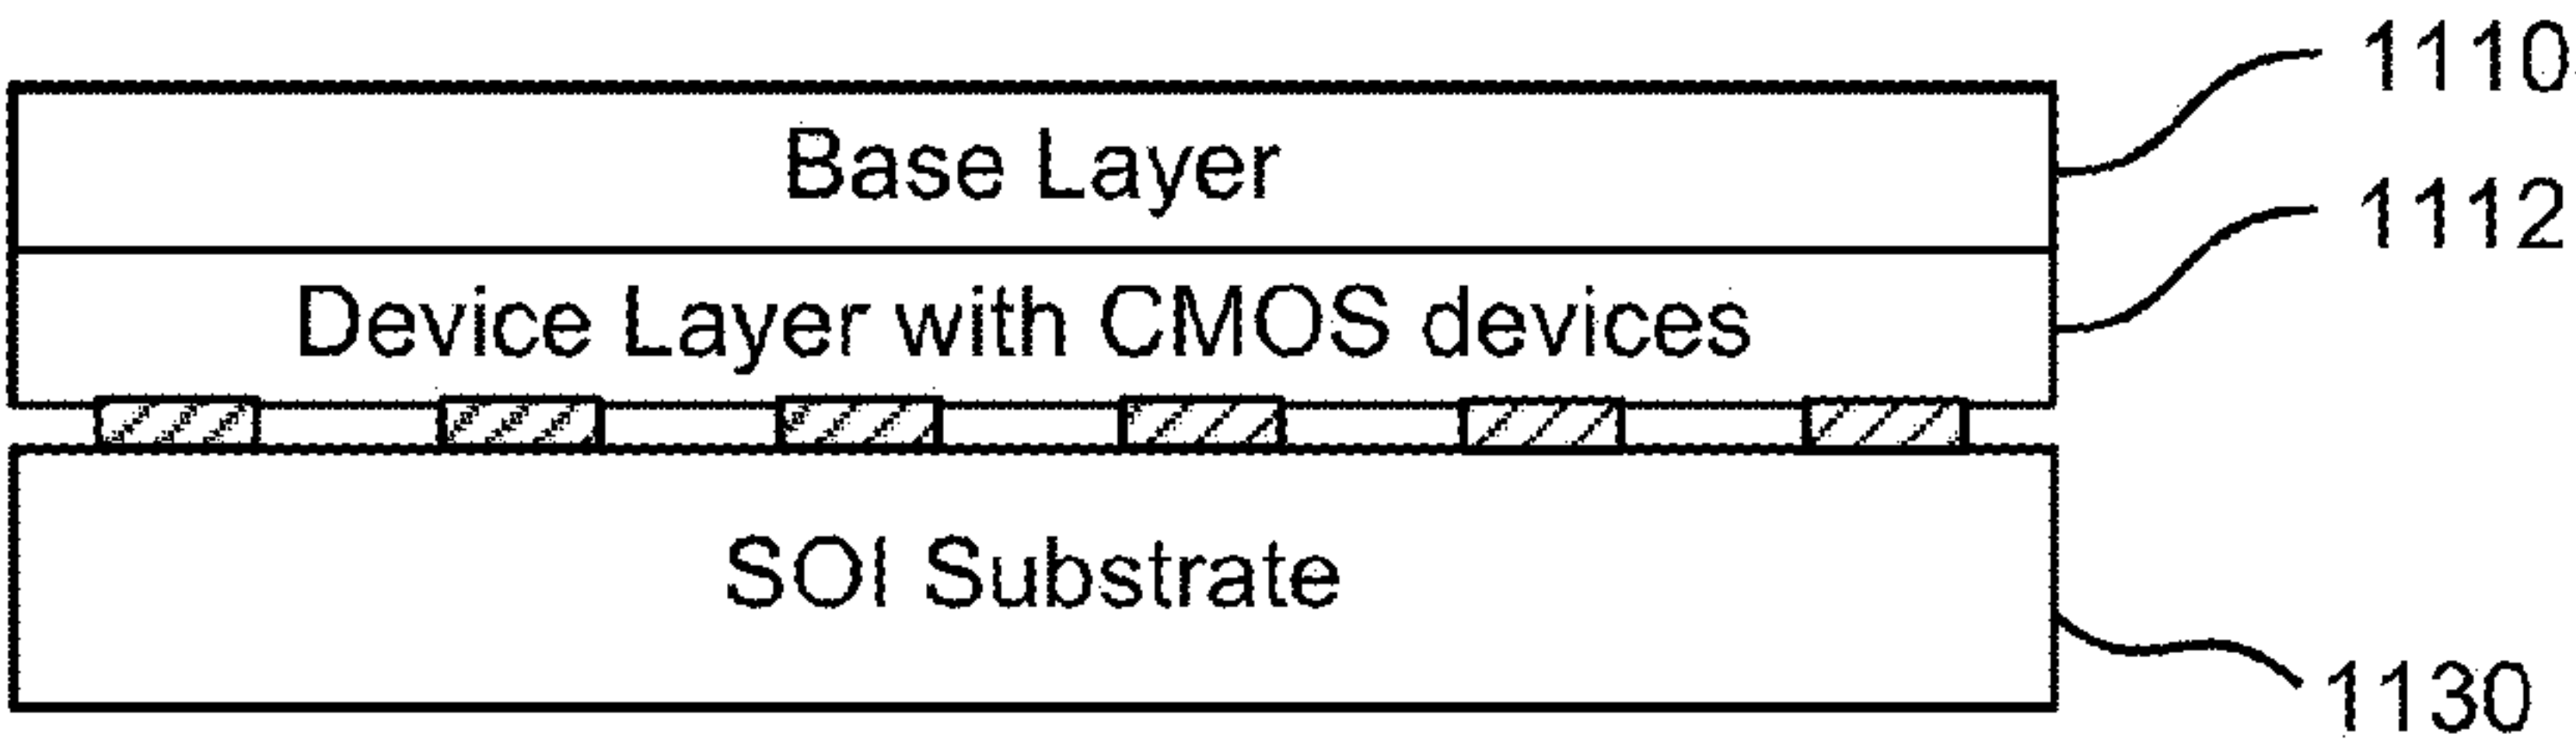 1110
Base Layer
1112
Device Layer with CMOS devices
SOI Substrate
1130